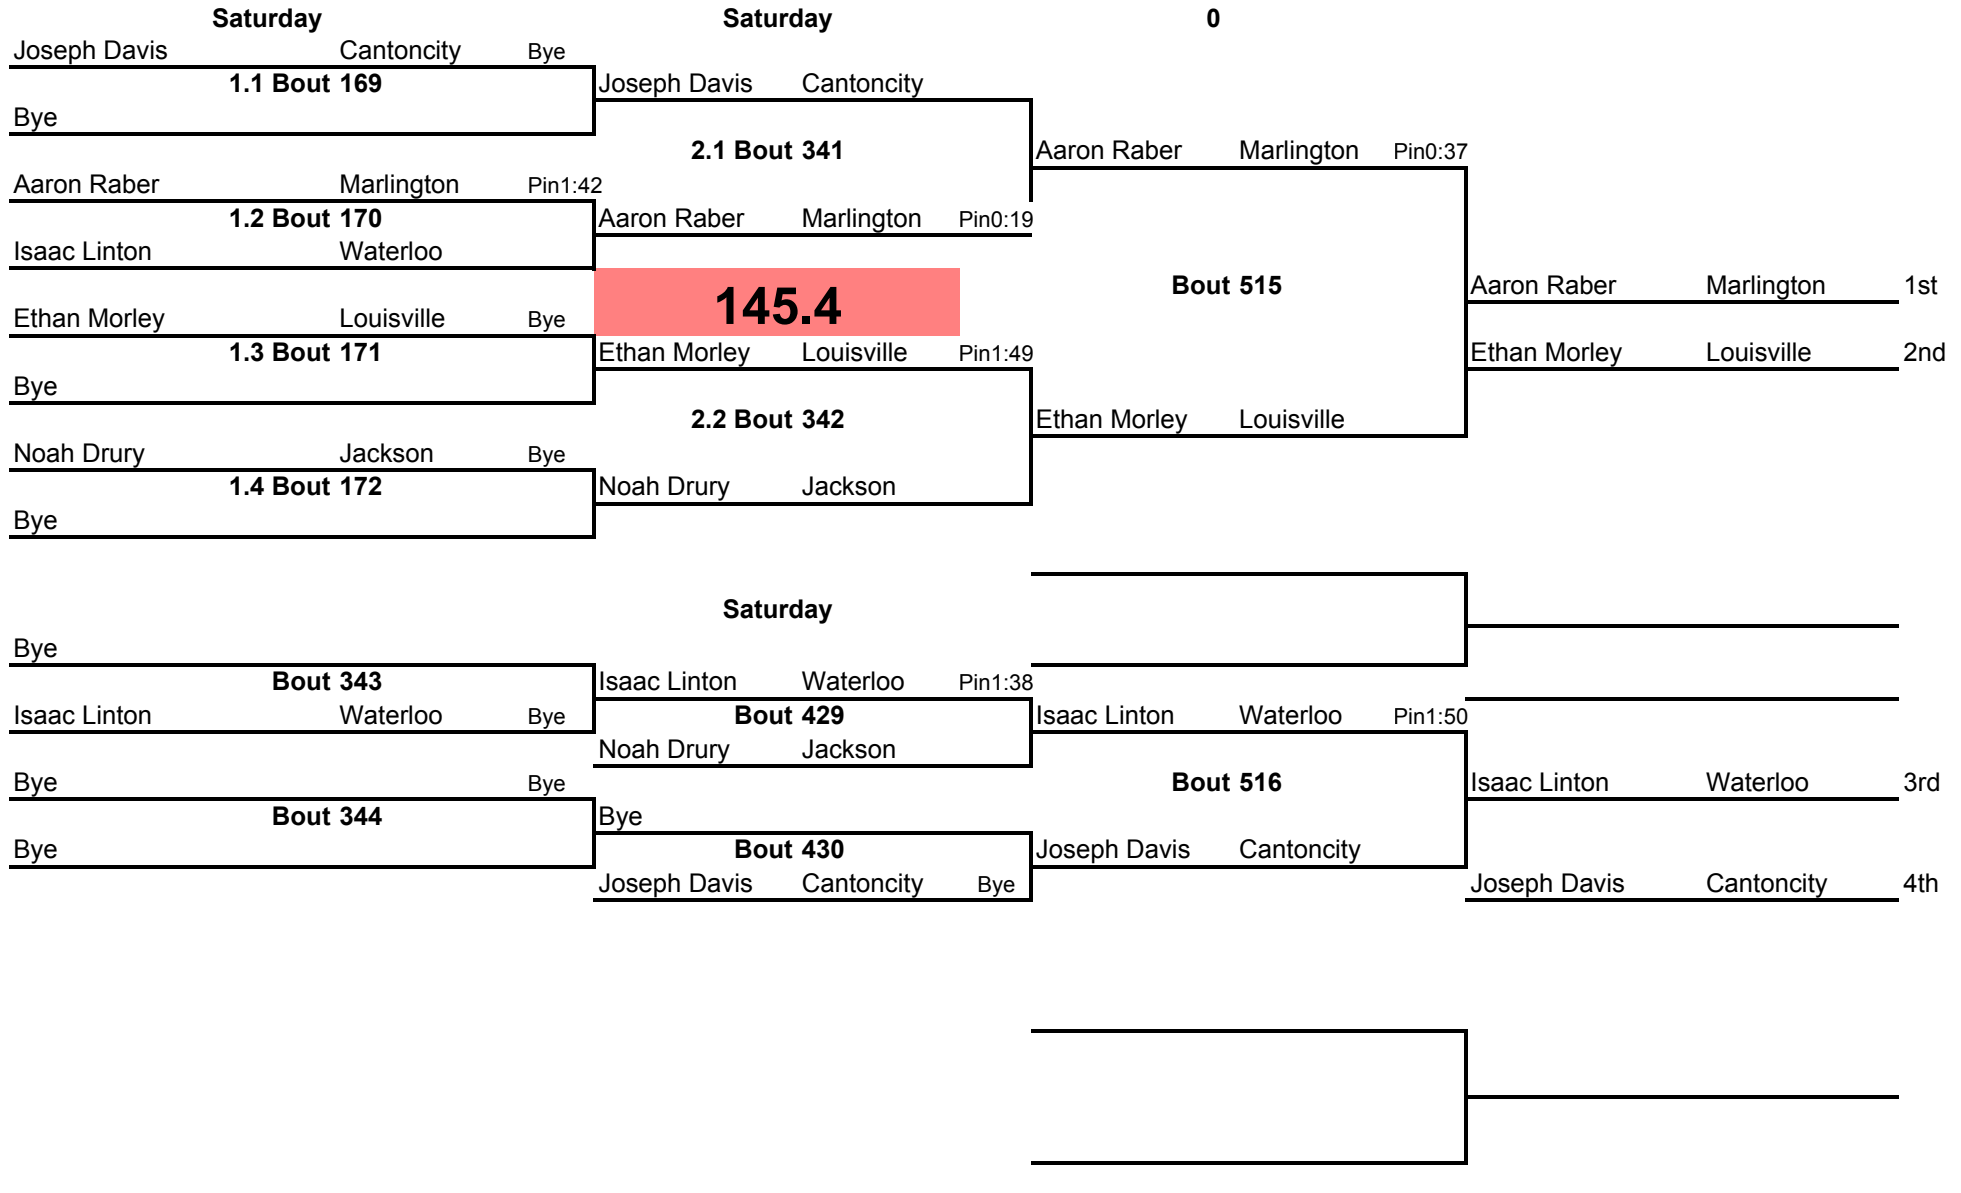 Saturday Saturday 0
Joseph Davis Cantoncity Bye
1.1 Bout 169 Joseph Davis Cantoncity
Bye
2.1 Bout 341 Aaron Raber Marlington Pin0:37
Aaron Raber Marlington Pin1:42
1.2 Bout 170 Aaron Raber Marlington Pin0:19
Isaac Linton Waterloo
145.4 Bout 515 Aaron Raber Marlington 1st
Ethan Morley Louisville Bye
1.3 Bout 171 Ethan Morley Louisville Pin1:49 Ethan Morley Louisville 2nd
Bye
2.2 Bout 342 Ethan Morley Louisville
Noah Drury Jackson Bye
1.4 Bout 172 Noah Drury Jackson
Bye
Saturday
Bye
Bout 343 Isaac Linton Waterloo Pin1:38
Isaac Linton Waterloo Bye Bout 429 Isaac Linton Waterloo Pin1:50
Noah Drury Jackson
Bye Bye Bout 516 Isaac Linton Waterloo 3rd
Bout 344 Bye
Bye Bout 430 Joseph Davis Cantoncity
Joseph Davis Cantoncity Bye Joseph Davis Cantoncity 4th